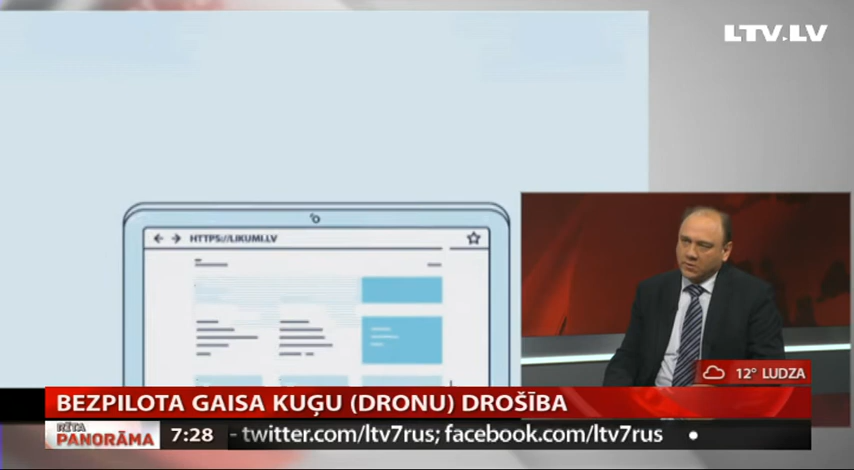 LTV.LV
HTTPS://LIKUMI.LV
12° LUDZA
BEZPILOTA GAISA KUĢU (DRONU) DROŠĪBA
RĪTA
PANORĀMA
7:28
- twitter.com/ltv7rus; facebook.com/ltv7rus •